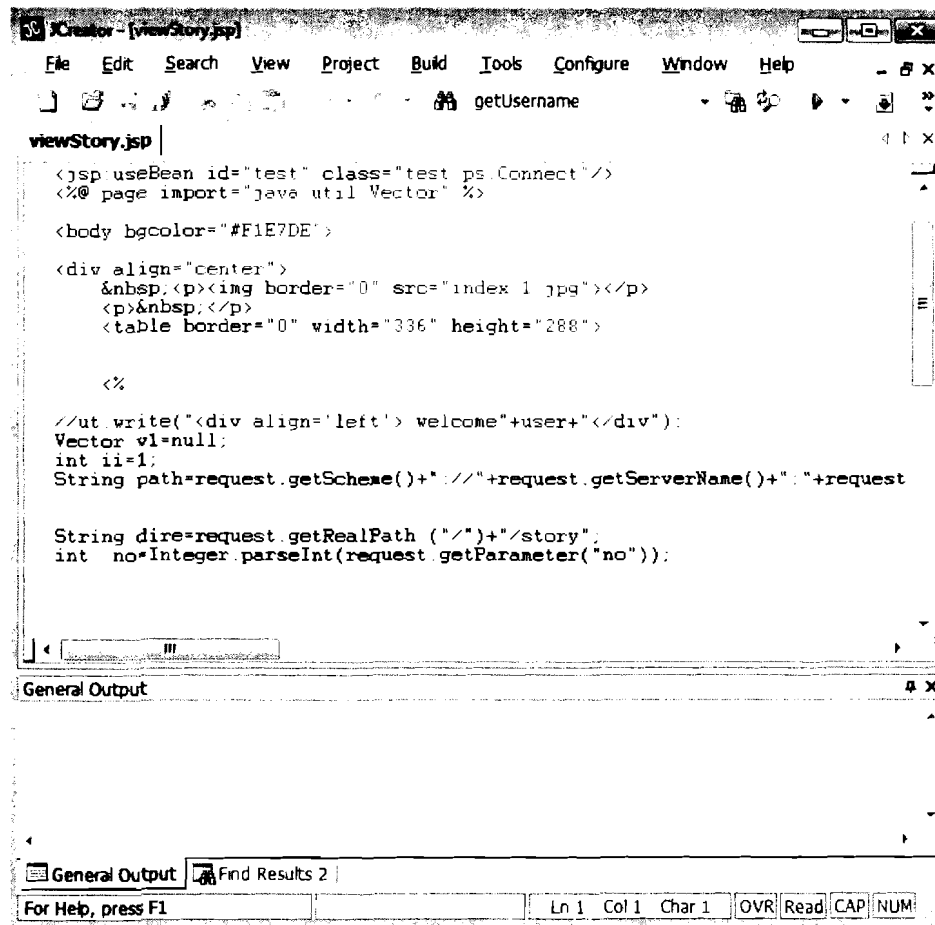 JCreator - [viewStory.jsp]
File Edit Search View Project Build Tools Configure Window Help
getUsername
viewStory.jsp
<jsp:useBean id="test" class="test ps.Connect"/>
<%@ page import="java util Vector" %>
<body bgcolor="#F1E7DE">
<div align="center">
&nbsp;<p><img border="0" src="index 1 jpg"></p>
<p>&nbsp;</p>
<table border="0" width="336" height="288">
<%
//ut.write("<div align='left'> welcome"+user+"</div");
Vector v1=null;
int ii=1;
String path=request.getScheme()+"://"+request.getServerName()+":"+request
String dire=request.getRealPath ("/")+"/story";
int no=Integer.parseInt(request.getParameter("no"));
General Output
General Output Find Results 2
For Help, press F1 Ln 1 Col 1 Char 1 OVR Read CAP NUM